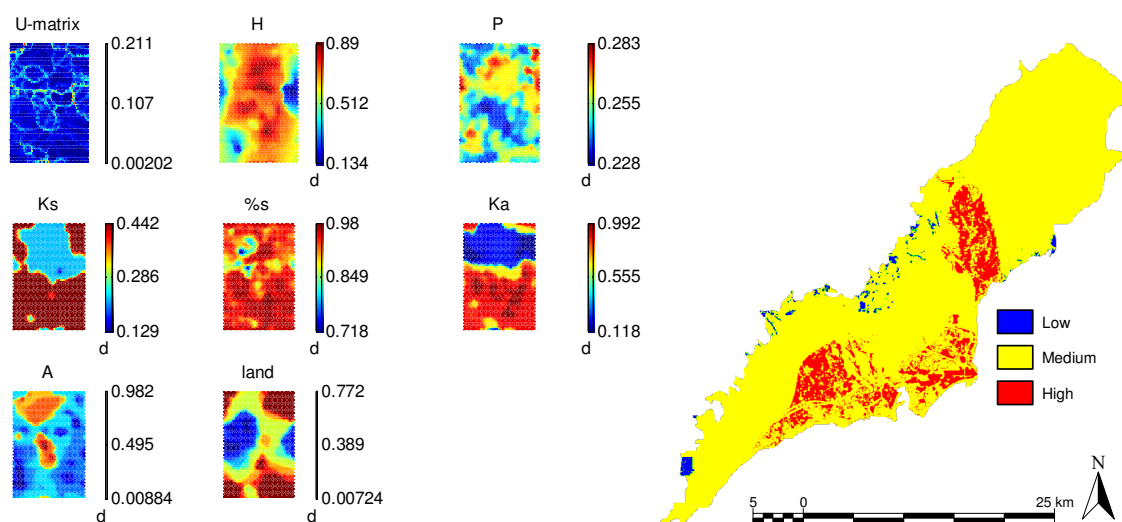 U-matrix
0.211
0.107
0.00202
H
0.89
0.512
0.134
d
P
0.283
0.255
0.228
d
Ks
0.442
0.286
0.129
d
%s
0.98
0.849
0.718
d
Ka
0.992
0.555
0.118
d
A
0.982
0.495
0.00884
d
land
0.772
0.389
0.00724
d
Low
Medium
High
N
5 0 25 km